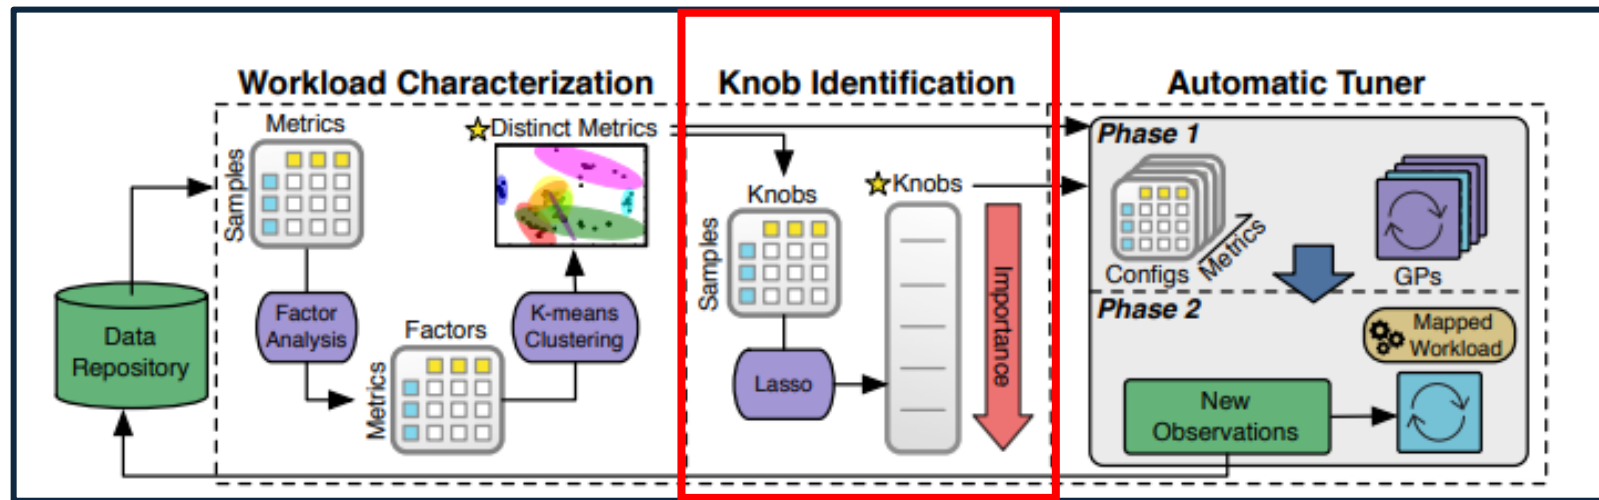 Workload Characterization
Metrics
Samples
Factor
Analysis
Factors
Metrics
Distinct Metrics
K-means
Clustering
Data
Repository
Knob Identification
Knobs
Samples
Lasso
Knobs
Importance
Automatic Tuner
Phase 1
Configs
Metrics
GPs
Phase 2
Mapped
Workload
New
Observations